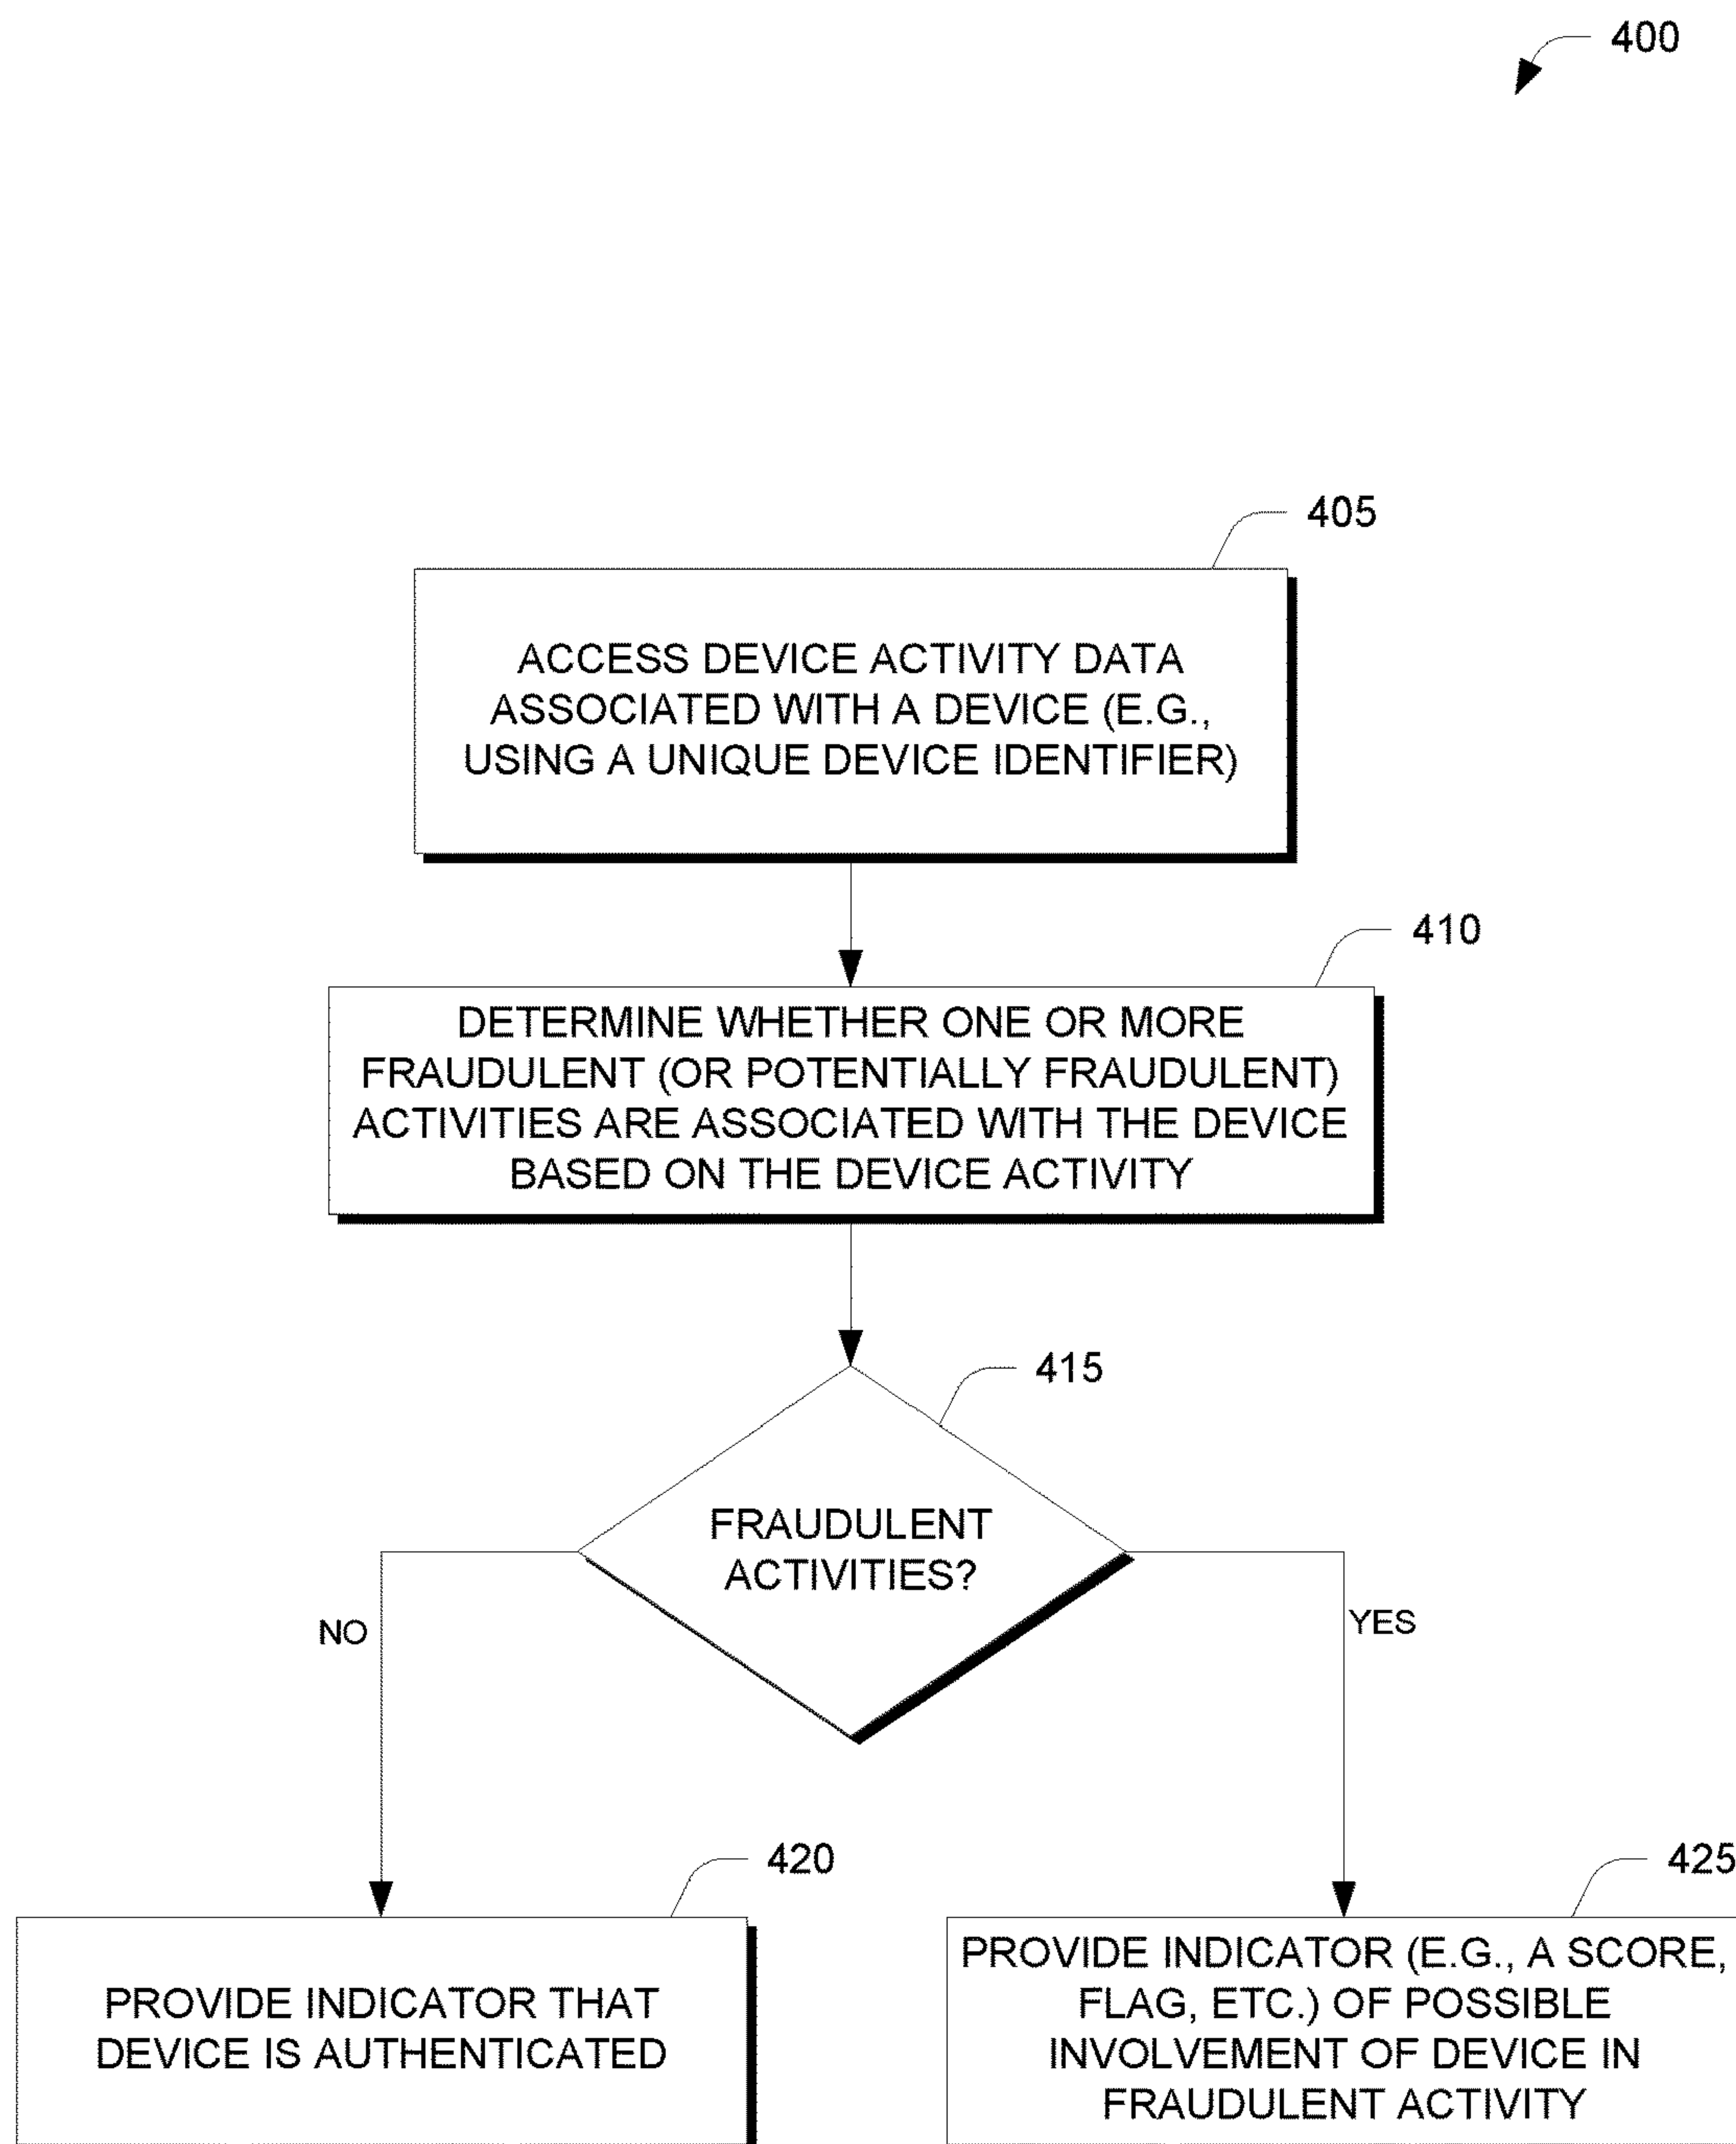 400
405
ACCESS DEVICE ACTIVITY DATA
ASSOCIATED WITH A DEVICE (E.G.,
USING A UNIQUE DEVICE IDENTIFIER)
410
DETERMINE WHETHER ONE OR MORE
FRAUDULENT (OR POTENTIALLY FRAUDULENT)
ACTIVITIES ARE ASSOCIATED WITH THE DEVICE
BASED ON THE DEVICE ACTIVITY
415
FRAUDULENT
ACTIVITIES?
NO
YES
420
PROVIDE INDICATOR THAT
DEVICE IS AUTHENTICATED
425
PROVIDE INDICATOR (E.G., A SCORE,
FLAG, ETC.) OF POSSIBLE
INVOLVEMENT OF DEVICE IN
FRAUDULENT ACTIVITY